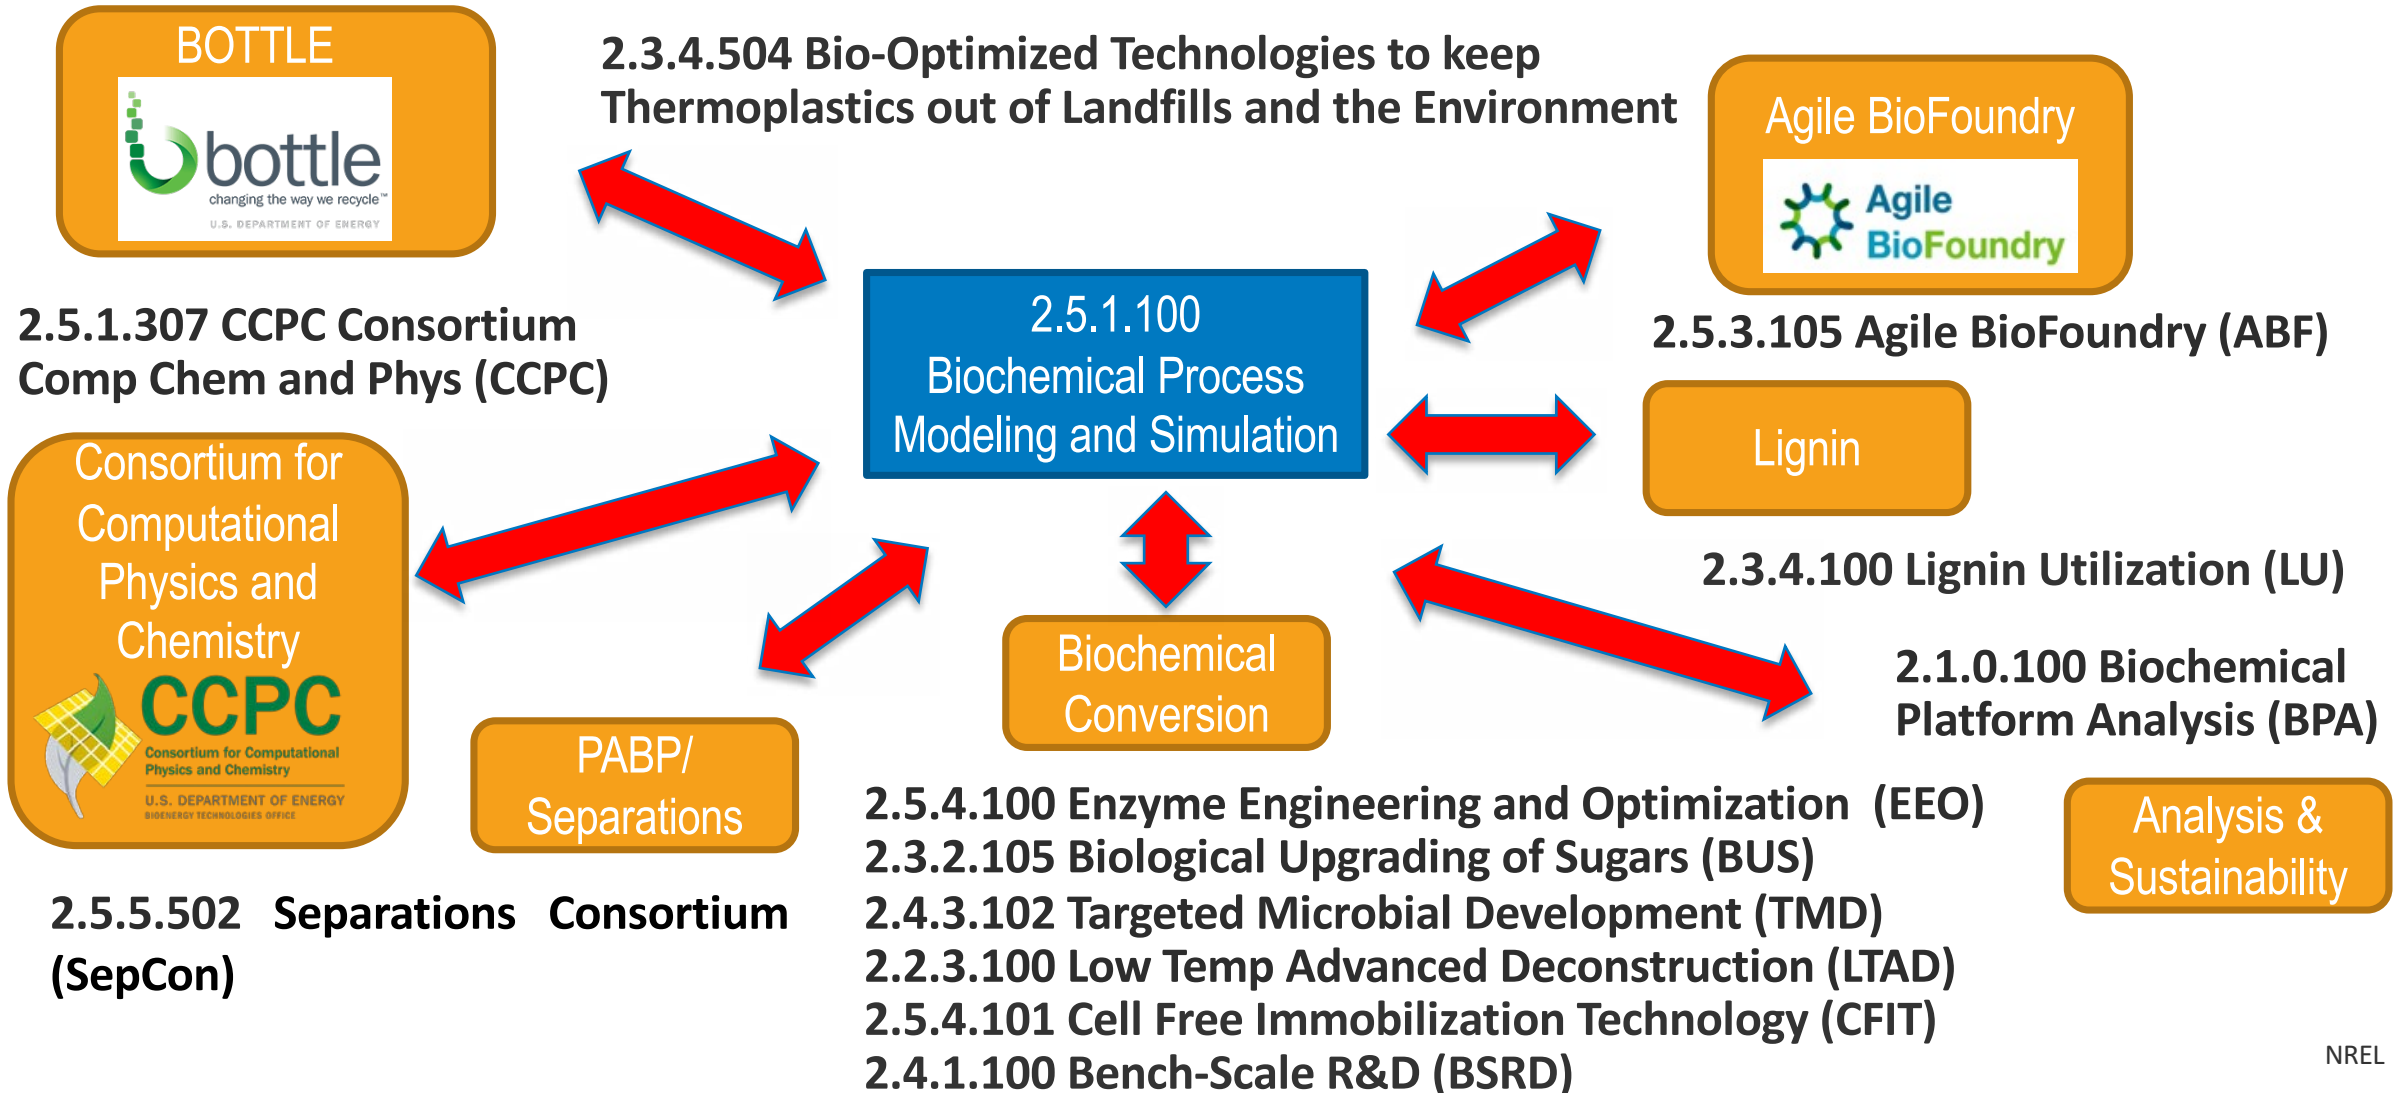 BOTTLE
bottle
changing the way we recycle™
U.S. DEPARTMENT OF ENERGY
2.3.4.504 Bio-Optimized Technologies to keep
Thermoplastics out of Landfills and the Environment
Agile BioFoundry
Agile
BioFoundry
2.5.3.105 Agile BioFoundry (ABF)
2.5.1.307 CCPC Consortium
Comp Chem and Phys (CCPC)
2.5.1.100
Biochemical Process
Modeling and Simulation
Lignin
2.3.4.100 Lignin Utilization (LU)
Consortium for
Computational
Physics and
Chemistry
CCPC
Consortium for Computational
Physics and Chemistry
U.S. DEPARTMENT OF ENERGY
BIOENERGY TECHNOLOGIES OFFICE
PABP/
Separations
2.5.5.502 Separations Consortium
(SepCon)
Biochemical
Conversion
2.5.4.100 Enzyme Engineering and Optimization (EEO)
2.3.2.105 Biological Upgrading of Sugars (BUS)
2.4.3.102 Targeted Microbial Development (TMD)
2.2.3.100 Low Temp Advanced Deconstruction (LTAD)
2.5.4.101 Cell Free Immobilization Technology (CFIT)
2.4.1.100 Bench-Scale R&D (BSRD)
2.1.0.100 Biochemical
Platform Analysis (BPA)
Analysis &
Sustainability
NREL